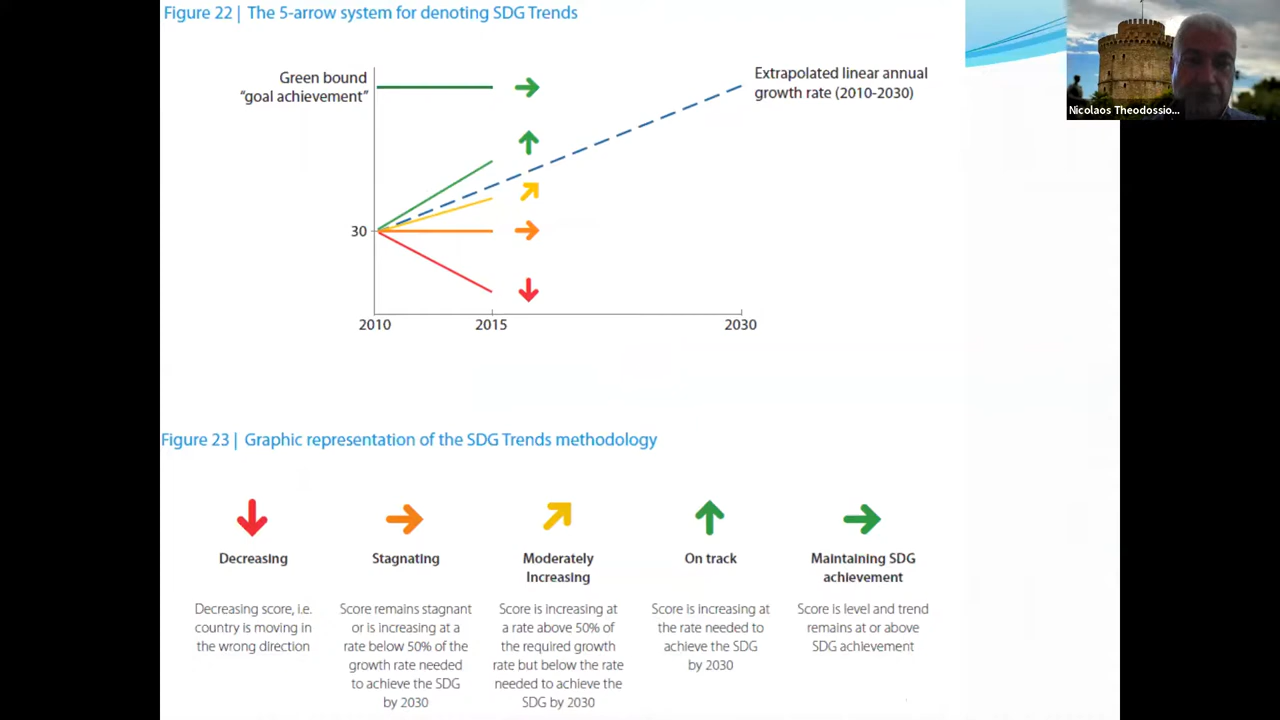 Figure 22 | The 5-arrow system for denoting SDG Trends
Green bound
“goal achievement”
Extrapolated linear annual
growth rate (2010-2030)
30
2010
2015
2030
Nicolaos Theodossio...
Figure 23 | Graphic representation of the SDG Trends methodology
Decreasing
Decreasing score, i.e.
country is moving in
the wrong direction
Stagnating
Score remains stagnant
or is increasing at a
rate below 50% of the
growth rate needed
to achieve the SDG
by 2030
Moderately
Increasing
Score is increasing at
a rate above 50% of
the required growth
rate but below the rate
needed to achieve the
SDG by 2030
On track
Score is increasing at
the rate needed to
achieve the SDG
by 2030
Maintaining SDG
achievement
Score is level and trend
remains at or above
SDG achievement